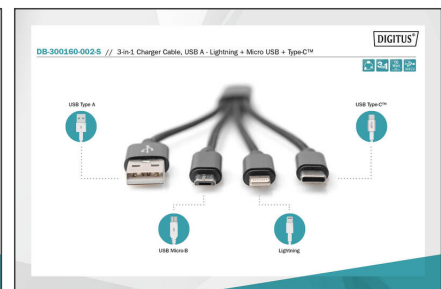 DIGITUS®
DB-300160-002-S // 3-in-1 Charger Cable, USB A - Lightning + Micro USB + Type-C™
USB Type A
USB Type-C™
USB Micro-B
Lightning